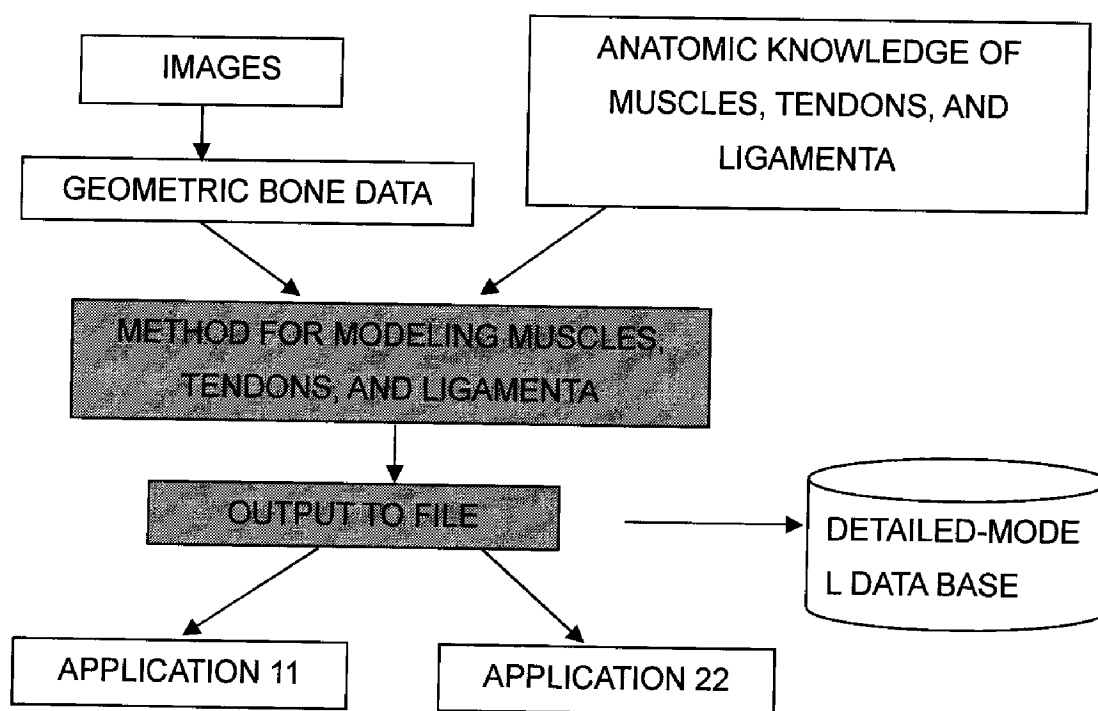 IMAGES
ANATOMIC KNOWLEDGE OF
MUSCLES, TENDONS, AND
LIGAMENTA
GEOMETRIC BONE DATA
METHOD FOR MODELING MUSCLES,
TENDONS, AND LIGAMENTA
OUTPUT TO FILE
DETAILED-MODE
L DATA BASE
APPLICATION 11
APPLICATION 22